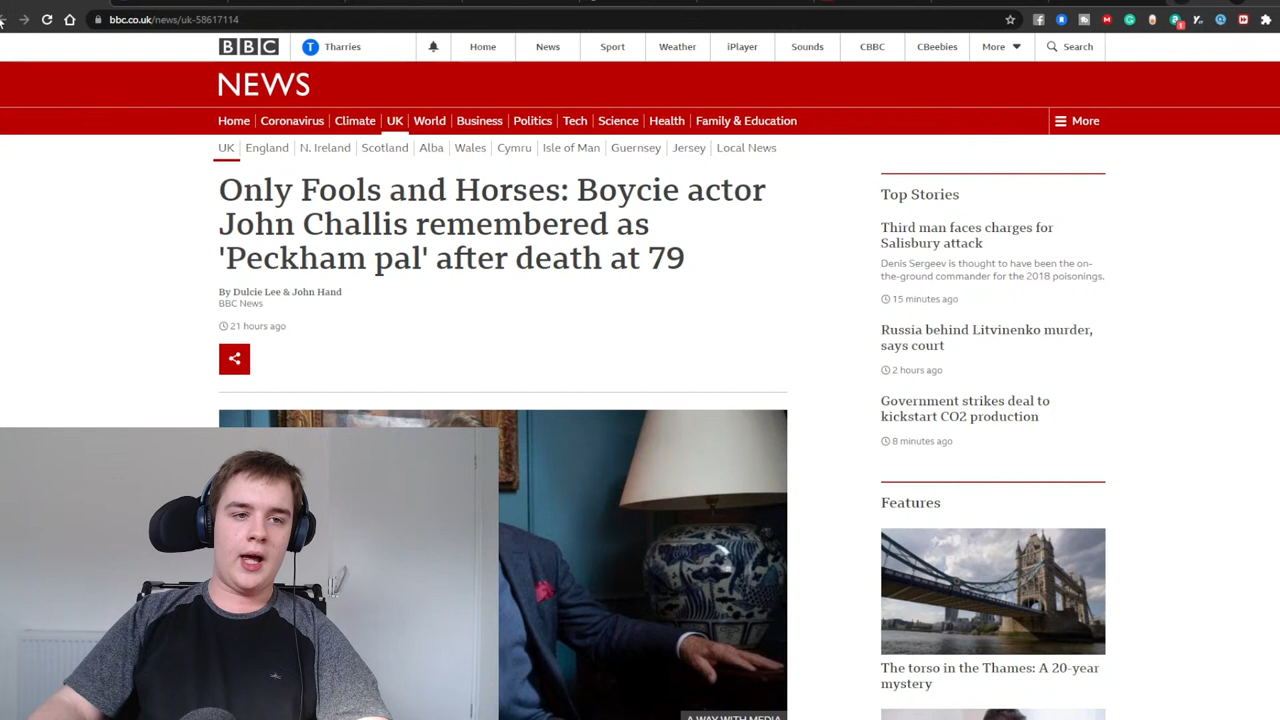 bbc.co.uk/news/uk-58617114
BBC
T Tharries
Home
News
Sport
Weather
iPlayer
Sounds
CBBC
CBeebies
More
Search
NEWS
Home
Coronavirus
Climate
UK
World
Business
Politics
Tech
Science
Health
Family & Education
More
UK
England
N. Ireland
Scotland
Alba
Wales
Cymru
Isle of Man
Guernsey
Jersey
Local News
Only Fools and Horses: Boycie actor
John Challis remembered as
'Peckham pal' after death at 79
By Dulcie Lee & John Hand
BBC News
21 hours ago
A WAY WITH MEDIA
Top Stories
Third man faces charges for
Salisbury attack
Denis Sergeev is thought to have been the on-
the-ground commander for the 2018 poisonings.
15 minutes ago
Russia behind Litvinenko murder,
says court
2 hours ago
Government strikes deal to
kickstart CO2 production
8 minutes ago
Features
The torso in the Thames: A 20-year
mystery